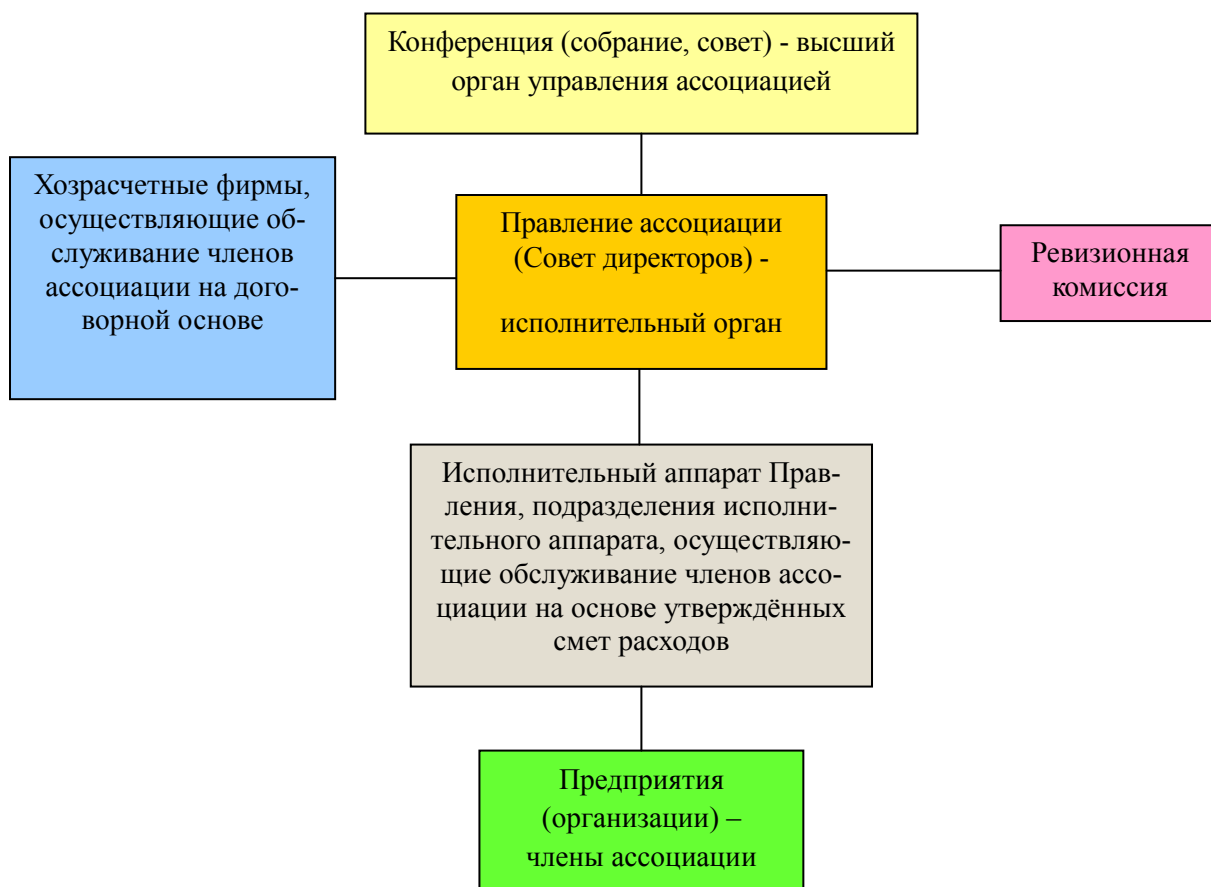 Конференция (собрание, совет) - высший
орган управления ассоциацией
Хозрасчетные фирмы,
осуществляющие об-
служивание членов
ассоциации на дого-
ворной основе
Правление ассоциации
(Совет директоров) -
исполнительный орган
Ревизионная
комиссия
Исполнительный аппарат Прав-
ления, подразделения исполни-
тельного аппарата, осуществляю-
щие обслуживание членов ассо-
циации на основе утверждённых
смет расходов
Предприятия
(организации) –
члены ассоциации